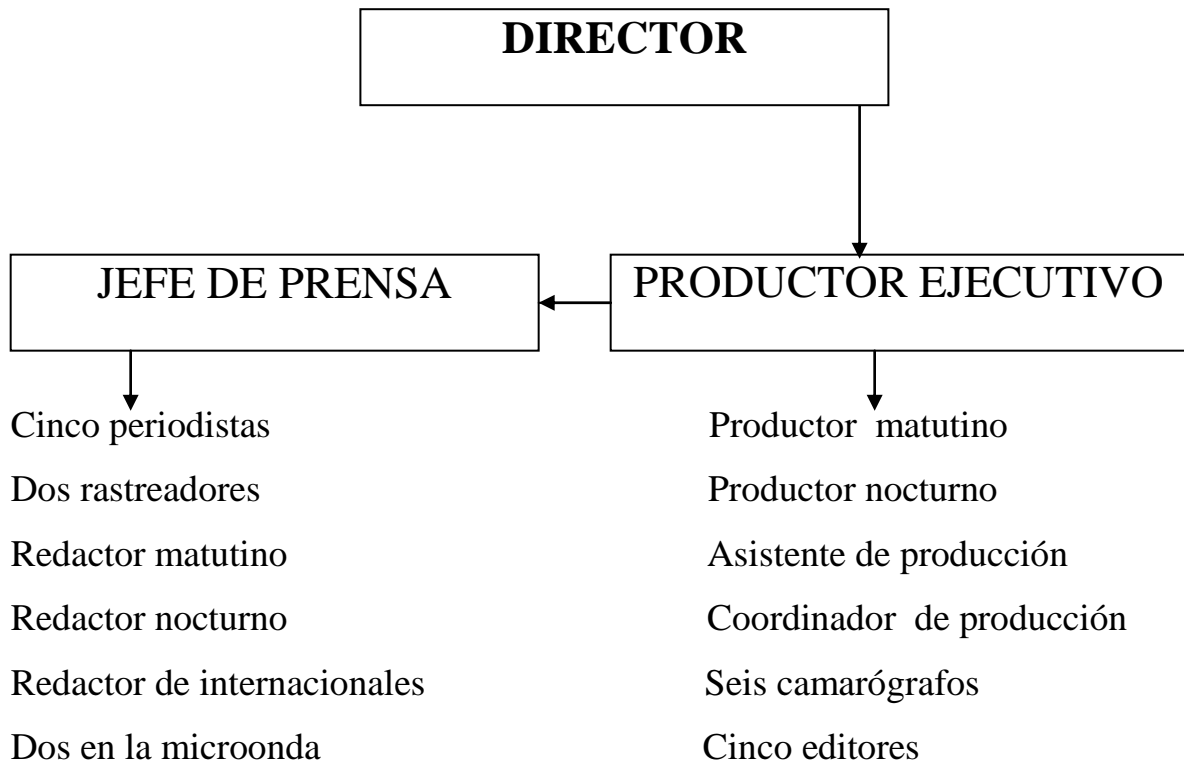 DIRECTOR
JEFE DE PRENSA
PRODUCTOR EJECUTIVO
Cinco periodistas
Dos rastreadores
Redactor matutino
Redactor nocturno
Redactor de internacionales
Dos en la microonda
Productor matutino
Productor nocturno
Asistente de producción
Coordinador de producción
Seis camarógrafos
Cinco editores